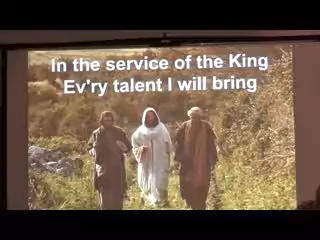 In the service of the King
Ev'ry talent I will bring